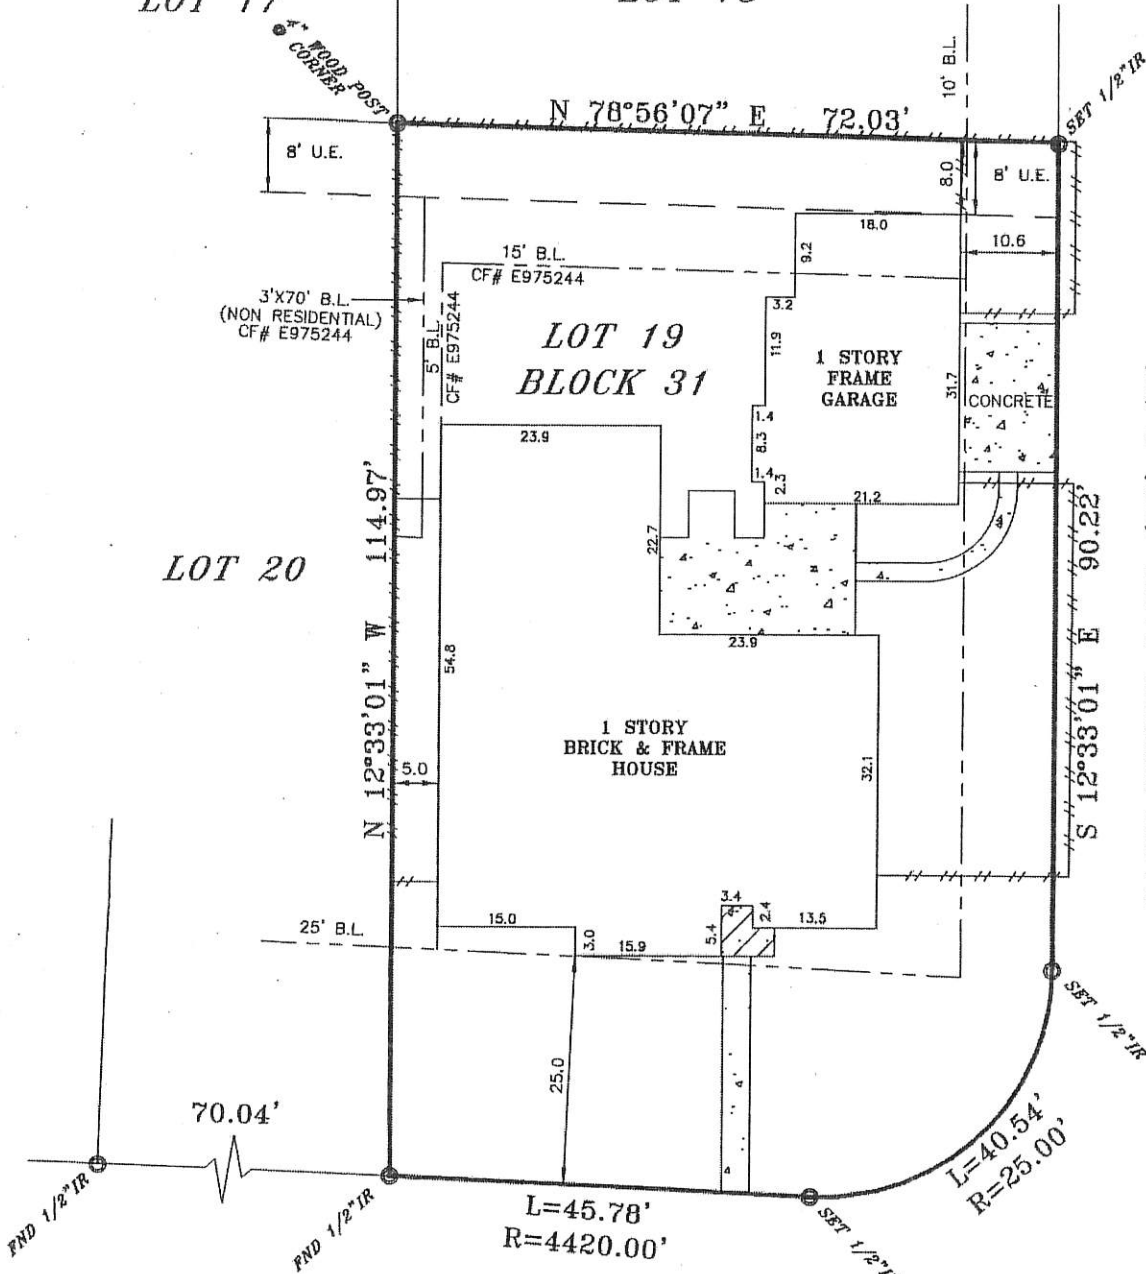 LOT 77
WOOD POST
CORNER
SET 1/2"IR
N 78°56'07" E 72.03'
10' B.L.
8' U.E.
8.0
8' U.E.
18.0
10.6
9.2
15' B.L.
CF# E975244
3'X70' B.L.
(NON RESIDENTIAL)
CF# E975244
5' B.L.
CF# E975244
3.2
LOT 19
BLOCK 31
11.9
1 STORY
FRAME
GARAGE
31.7
CONCRETE
1.4
8.3
1.4
2.3
23.9
21.2
N 12°33'01" W 114.97'
LOT 20
22.7
S 12°33'01" E 90.22'
23.9
54.8
1 STORY
BRICK & FRAME
HOUSE
32.1
5.0
3.4
2.4
15.0
13.5
25' B.L.
3.0
15.9
5.4
SET 1/2"IR
25.0
70.04'
L=40.54'
R=25.00'
FND 1/2"IR
FND 1/2"IR
L=45.78'
R=4420.00'
SET 1/2"I